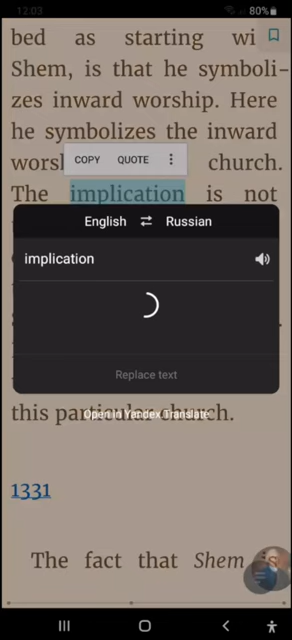 12:03
80%
bed as starting wi
Shem, is that he symboli-
zes inward worship. Here
he symbolizes the inward
church.
COPY QUOTE
The implication is not
English Russian
implication
Replace text
this particular church.
Open in Yandex Translate
1331
The fact that Shem